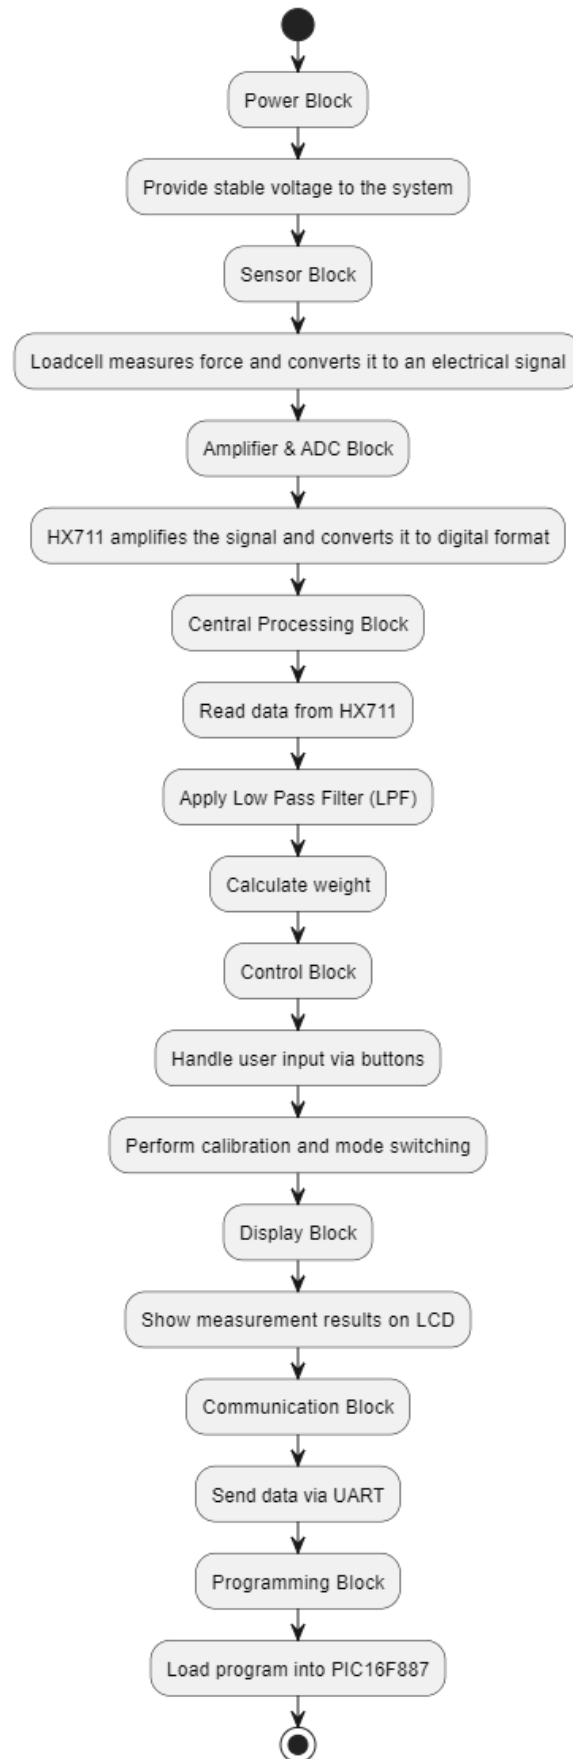 Power Block
Provide stable voltage to the system
Sensor Block
Loadcell measures force and converts it to an electrical signal
Amplifier & ADC Block
HX711 amplifies the signal and converts it to digital format
Central Processing Block
Read data from HX711
Apply Low Pass Filter (LPF)
Calculate weight
Control Block
Handle user input via buttons
Perform calibration and mode switching
Display Block
Show measurement results on LCD
Communication Block
Send data via UART
Programming Block
Load program into PIC16F887